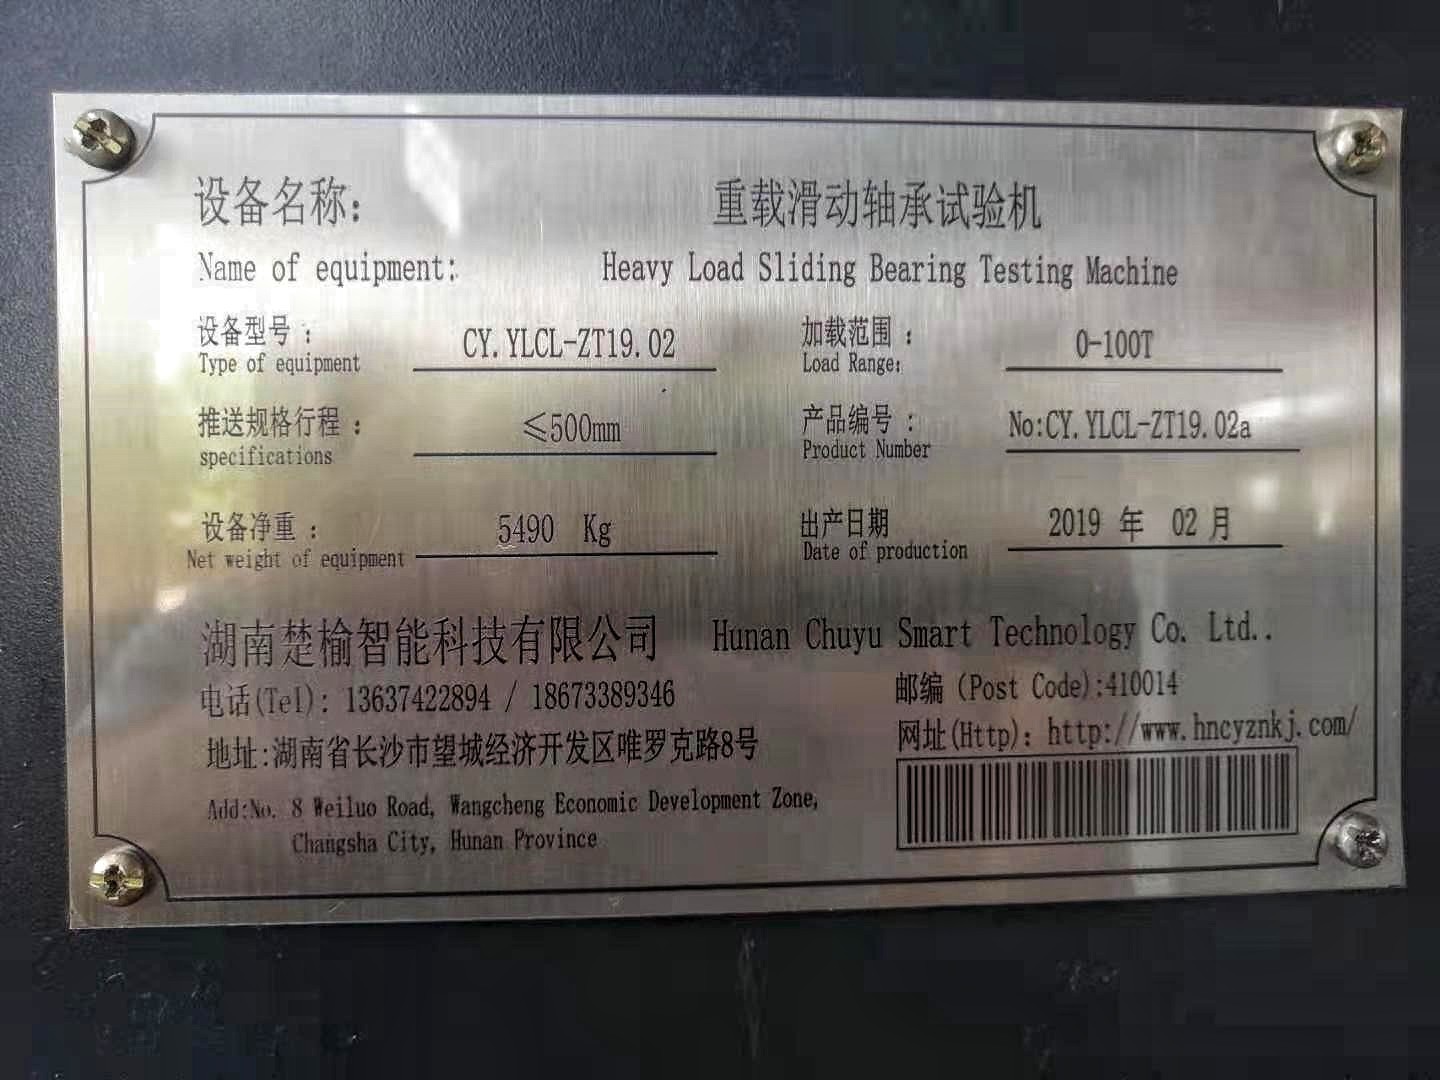 设备名称: 重载滑动轴承试验机
Name of equipment: Heavy Load Sliding Bearing Testing Machine
设备型号: CY.YLCL-ZT19.02 加载范围: 0-100T
Type of equipment Load Range:
推送规格行程: ≤500mm 产品编号: No:CY.YLCL-ZT19.02a
specifications Product Number
设备净重: 5490 Kg 出产日期 2019 年 02 月
Net weight of equipment Date of production
湖南楚榆智能科技有限公司 Hunan Chuyu Smart Technology Co. Ltd..
电话(Tel): 13637422894 / 18673389346 邮编 (Post Code):410014
地址:湖南省长沙市望城经济开发区唯罗克路8号 网址(Http): http://www.hncyznkj.com/
Add:No. 8 Weiluo Road, Wangcheng Economic Development Zone,
Changsha City, Hunan Province